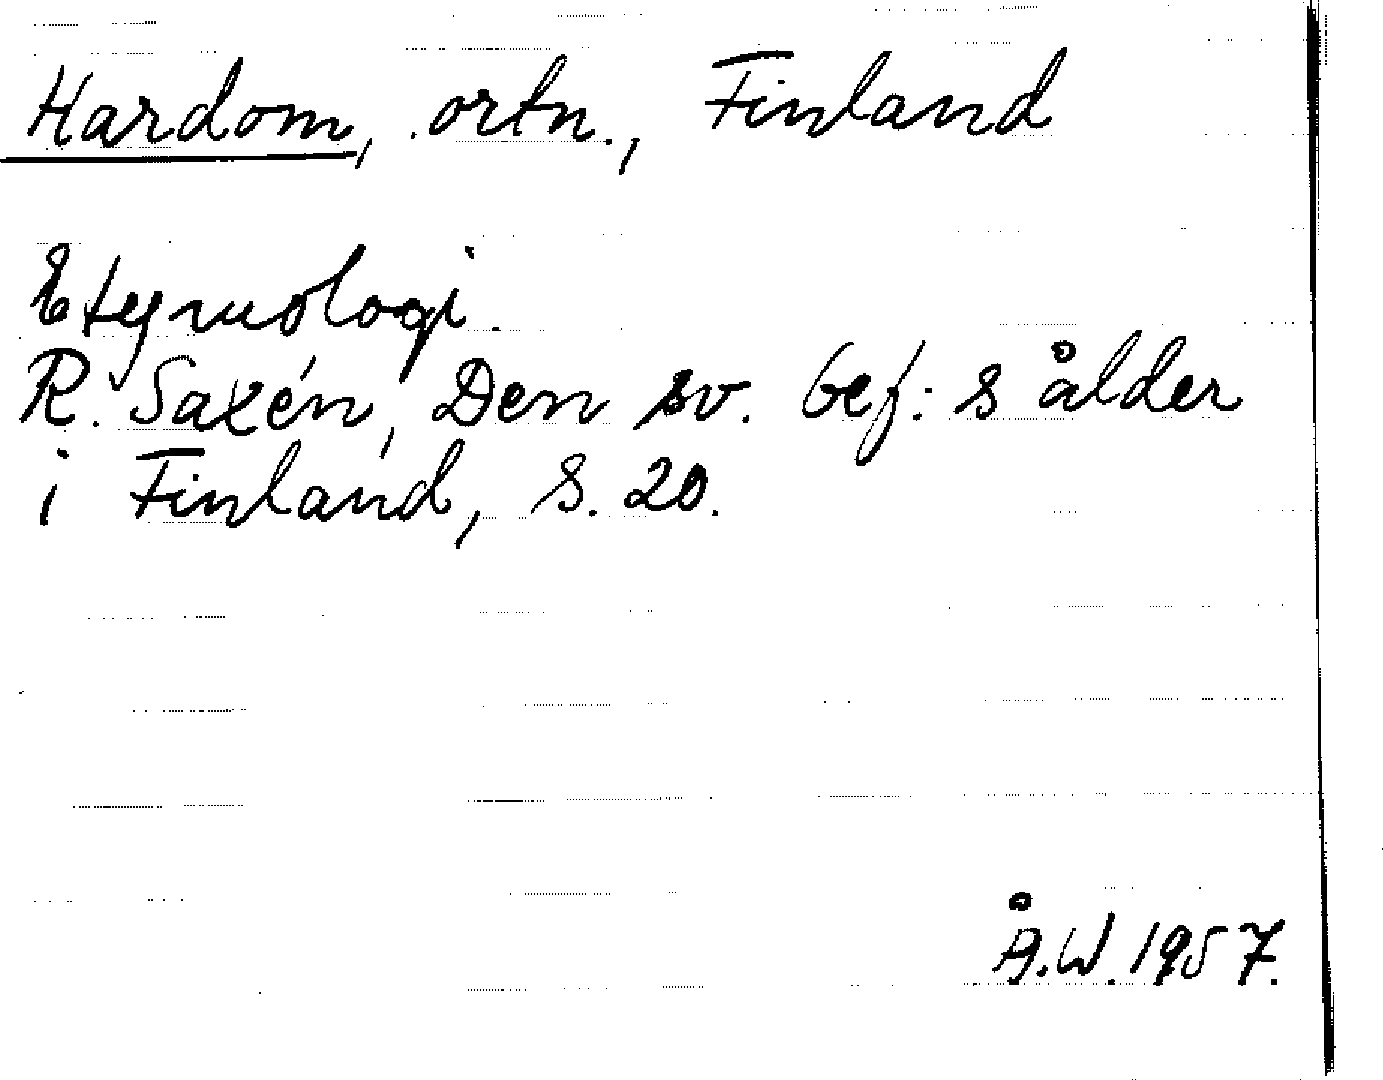 Hardom, ortn., Finland
Etymologi.
R. Saxén, Den sv. bef:s ålder
i Finland, S. 20.
Å.W. 1957.